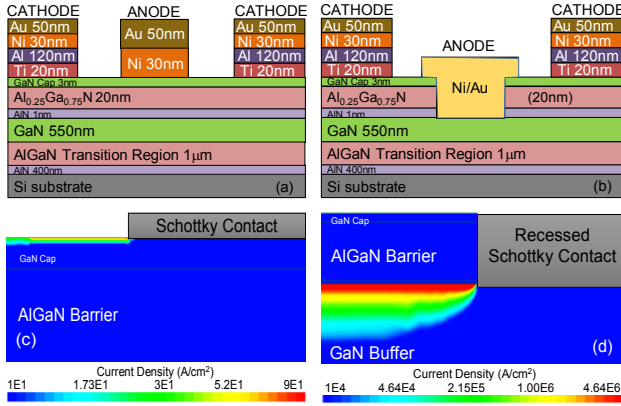 CATHODE ANODE CATHODE
Au 50nm Au 50nm Au 50nm
Ni 30nm Ni 30nm
Al 120nm Ni 30nm Al 120nm
Ti 20nm Ti 20nm
GaN Cap 3nm
Al0.25Ga0.75N 20nm
AlN 1nm
GaN 550nm
AlGaN Transition Region 1μm
AlN 400nm
Si substrate (a)
CATHODE CATHODE
Au 50nm Au 50nm
Ni 30nm ANODE Ni 30nm
Al 120nm Al 120nm
Ti 20nm Ti 20nm
GaN Cap 3nm Ni/Au
Al0.25Ga0.75N (20nm)
AlN 1nm
GaN 550nm
AlGaN Transition Region 1μm
AlN 400nm
Si substrate (b)
Schottky Contact
GaN Cap
AlGaN Barrier
(c)
Current Density (A/cm²)
1E1 1.73E1 3E1 5.2E1 9E1
GaN Cap
AlGaN Barrier
Recessed
Schottky Contact
GaN Buffer (d)
Current Density (A/cm²)
1E4 4.64E4 2.15E5 1.00E6 4.64E6